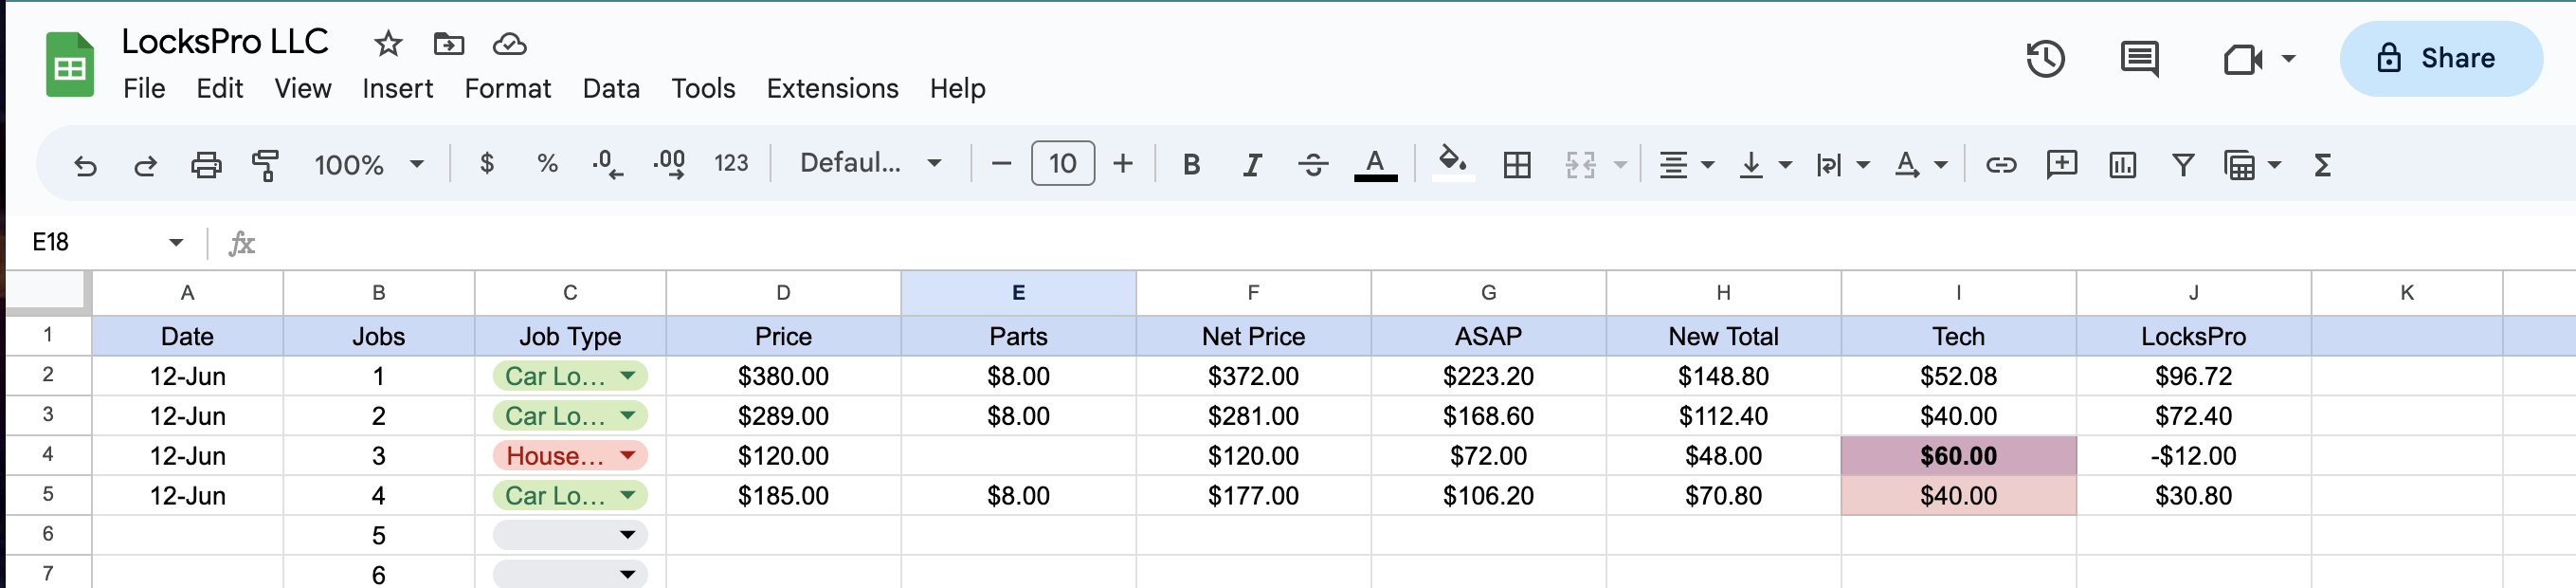 LocksPro LLC
File Edit View Insert Format Data Tools Extensions Help
Share
100% $ % .0 .00 123 Defaul... − 10 + B I S A A Σ
E18 fx
A B C D E F G H I J K
1 Date Jobs Job Type Price Parts Net Price ASAP New Total Tech LocksPro
2 12-Jun 1 Car Lo... $380.00 $8.00 $372.00 $223.20 $148.80 $52.08 $96.72
3 12-Jun 2 Car Lo... $289.00 $8.00 $281.00 $168.60 $112.40 $40.00 $72.40
4 12-Jun 3 House... $120.00 $120.00 $72.00 $48.00 $60.00 -$12.00
5 12-Jun 4 Car Lo... $185.00 $8.00 $177.00 $106.20 $70.80 $40.00 $30.80
6 5
7 6